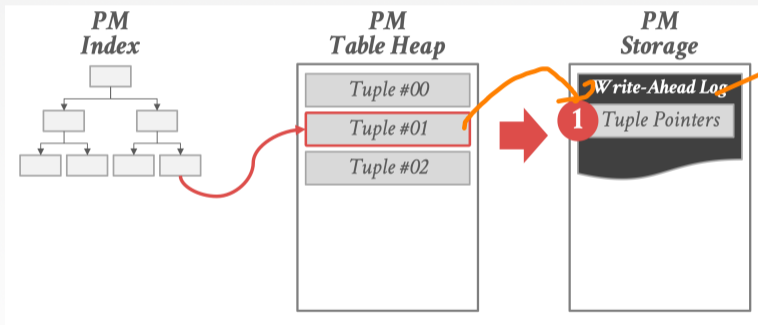 PM
Index
PM
Table Heap
Tuple #00
Tuple #01
Tuple #02
PM
Storage
Write-Ahead Log
1
Tuple Pointers